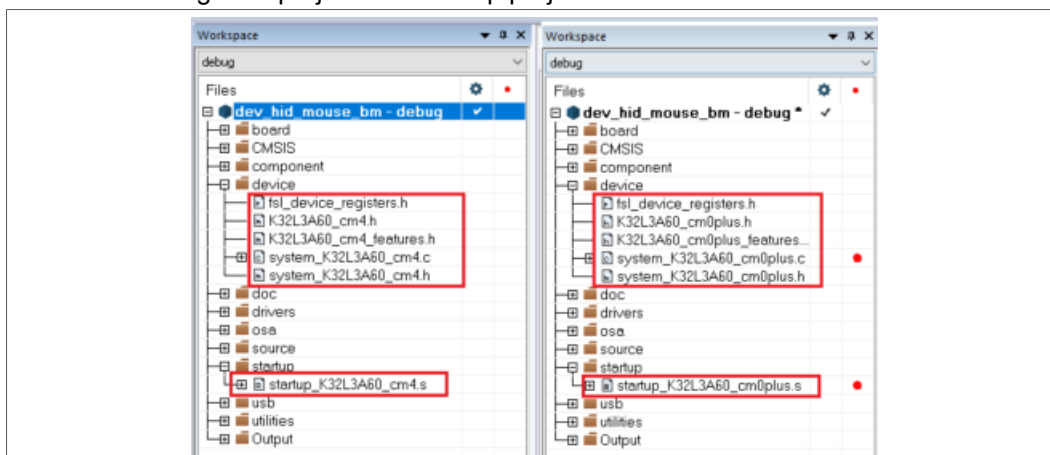 Workspace
debug
Files
dev_hid_mouse_bm - debug
board
CMSIS
component
device
fsl_device_registers.h
K32L3A60_cm4.h
K32L3A60_cm4_features.h
system_K32L3A60_cm4.c
system_K32L3A60_cm4.h
doc
drivers
osa
source
startup
startup_K32L3A60_cm4.s
usb
utilities
Output
Workspace
debug
Files
dev_hid_mouse_bm - debug *
board
CMSIS
component
device
fsl_device_registers.h
K32L3A60_cm0plus.h
K32L3A60_cm0plus_features...
system_K32L3A60_cm0plus.c
system_K32L3A60_cm0plus.h
doc
drivers
osa
source
startup
startup_K32L3A60_cm0plus.s
usb
utilities
Output